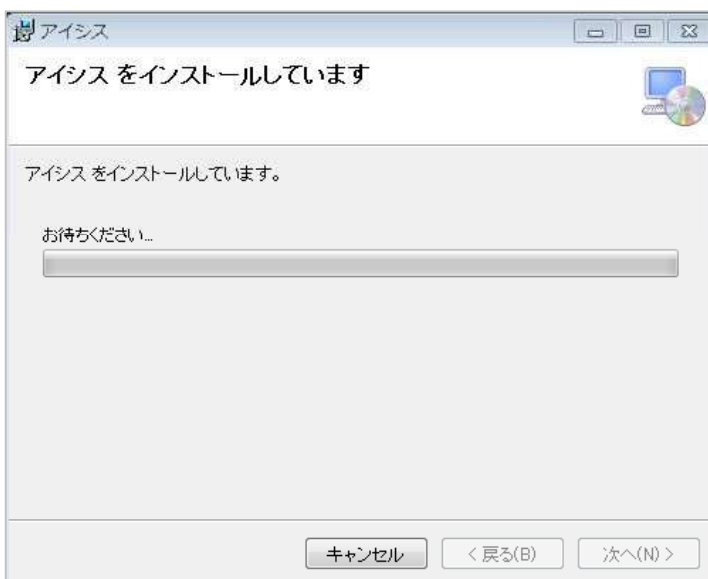 アイシス
アイシス をインストールしています
アイシス をインストールしています。
お待ちください...
キャンセル
< 戻る(B)
次へ(N) >